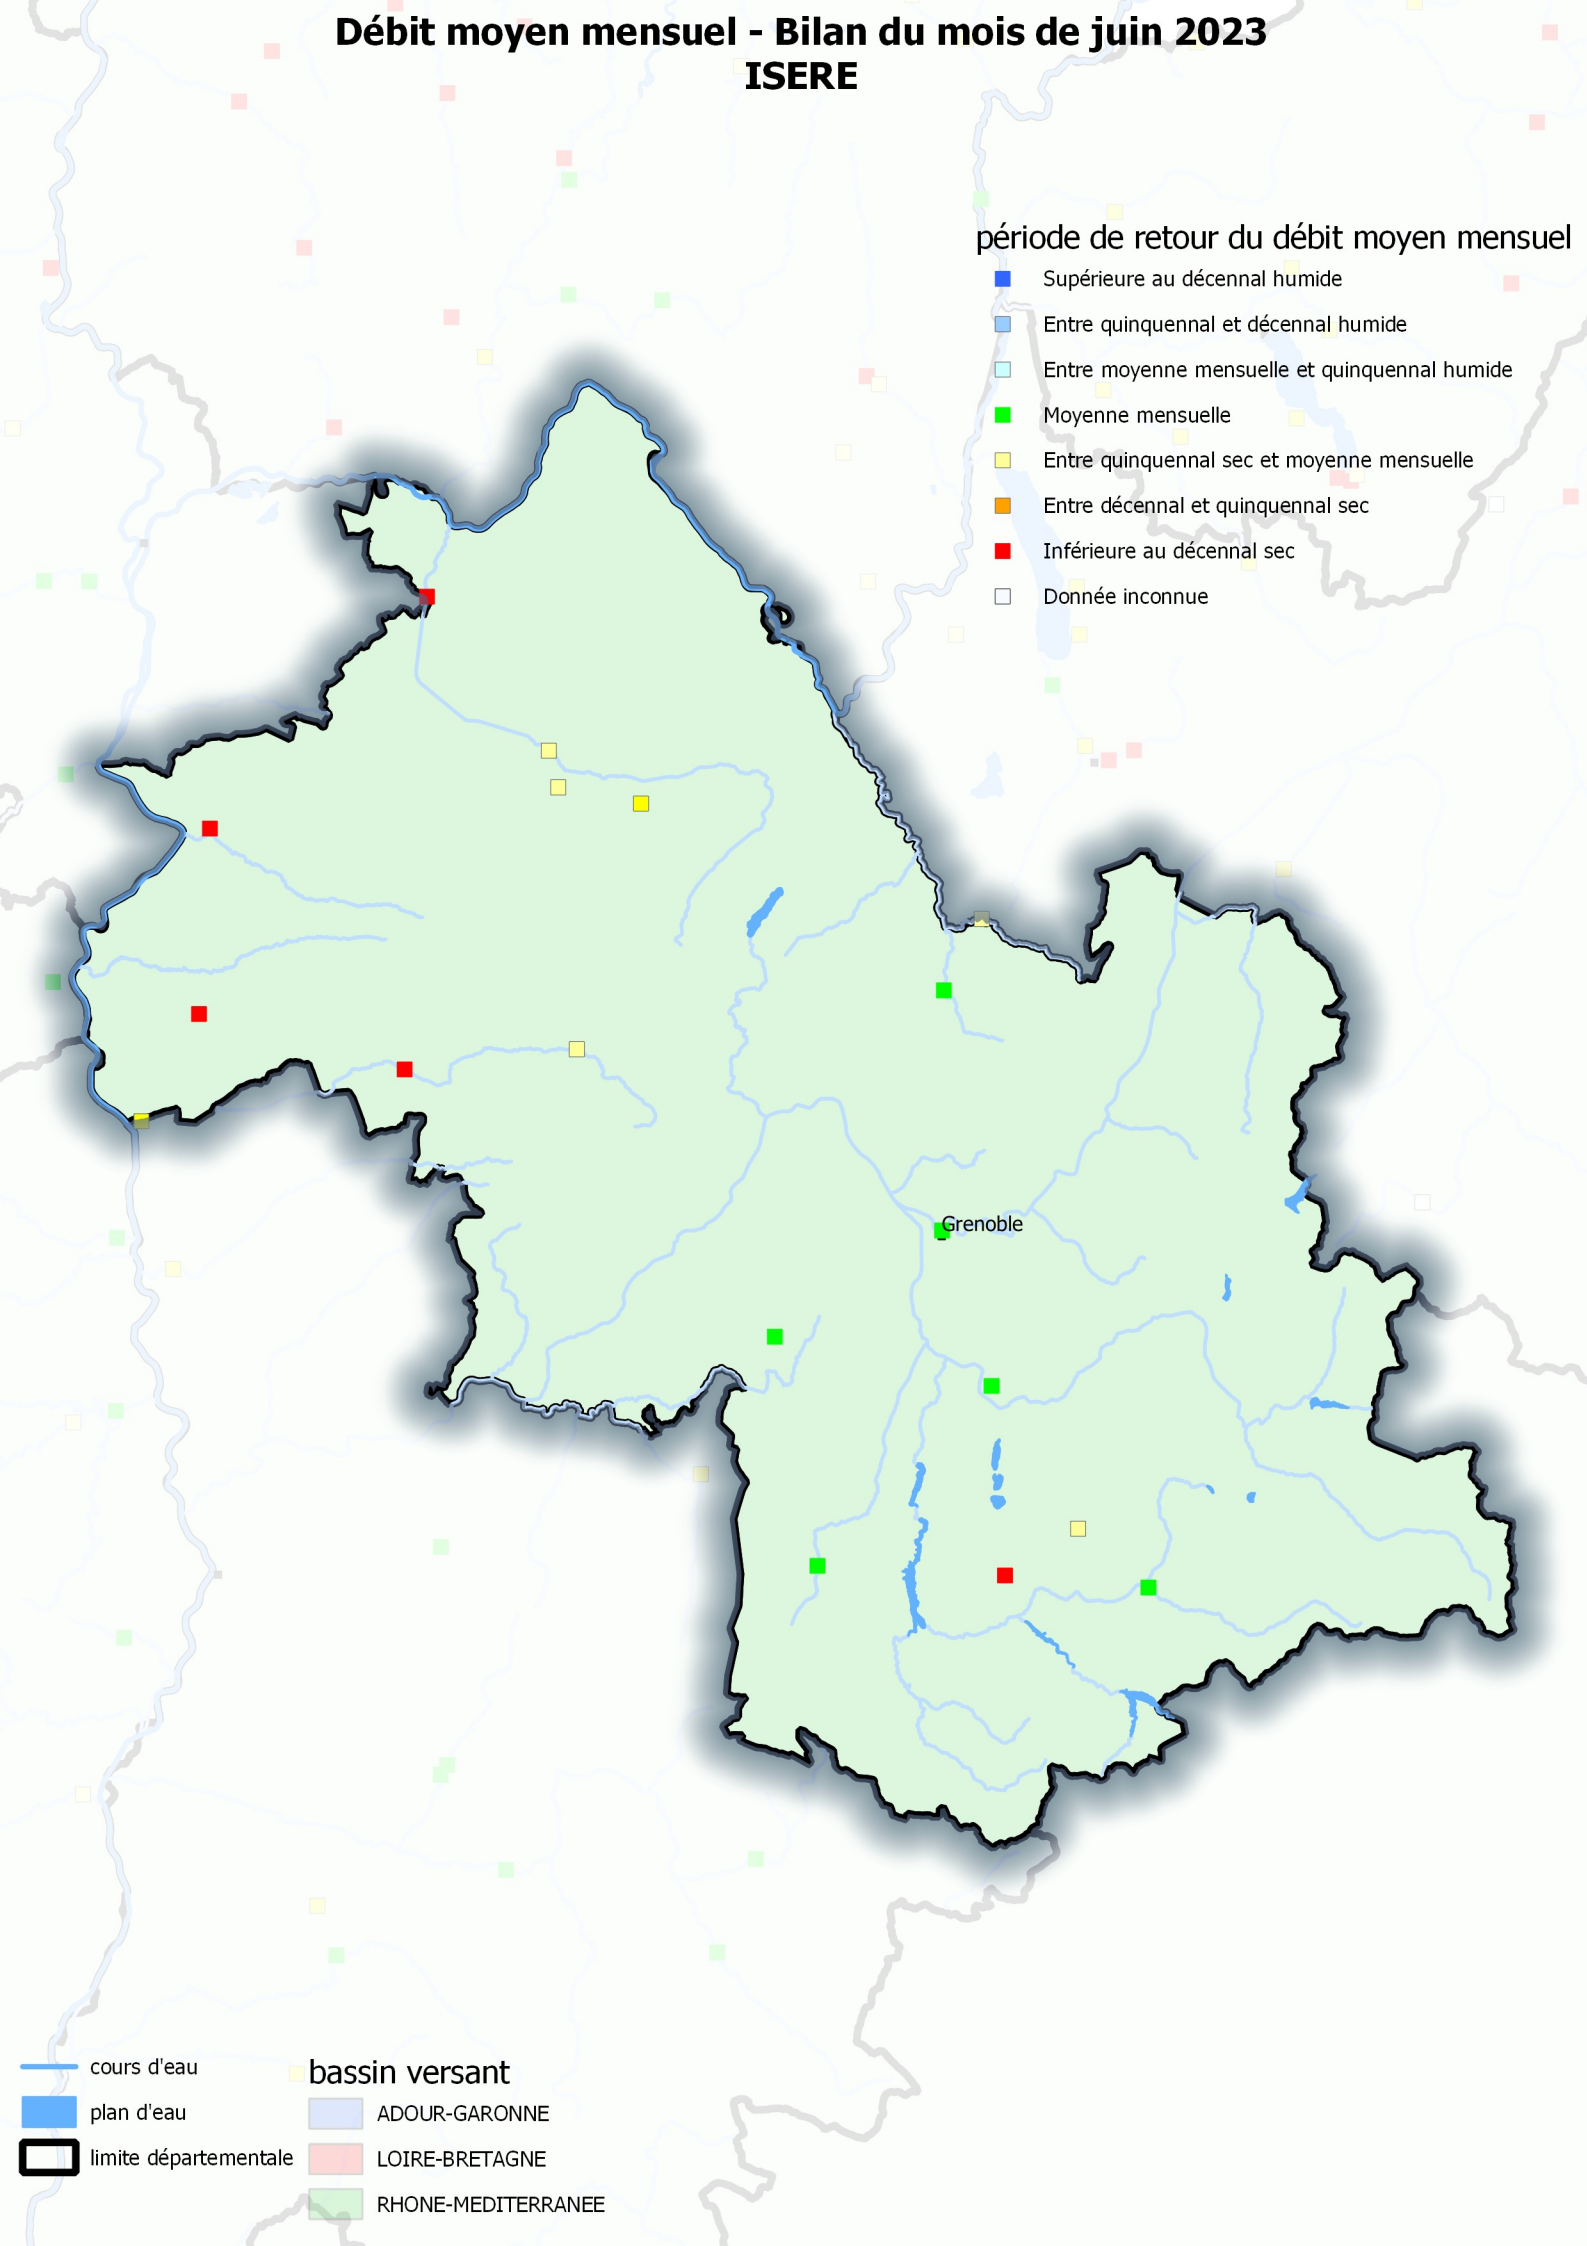 Débit moyen mensuel - Bilan du mois de juin 2023
ISERE
période de retour du débit moyen mensuel
Supérieure au décennal humide
Entre quinquennal et décennal humide
Entre moyenne mensuelle et quinquennal humide
Moyenne mensuelle
Entre quinquennal sec et moyenne mensuelle
Entre décennal et quinquennal sec
Inférieure au décennal sec
Donnée inconnue
Grenoble
cours d'eau
plan d'eau
limite départementale
bassin versant
ADOUR-GARONNE
LOIRE-BRETAGNE
RHONE-MEDITERRANEE